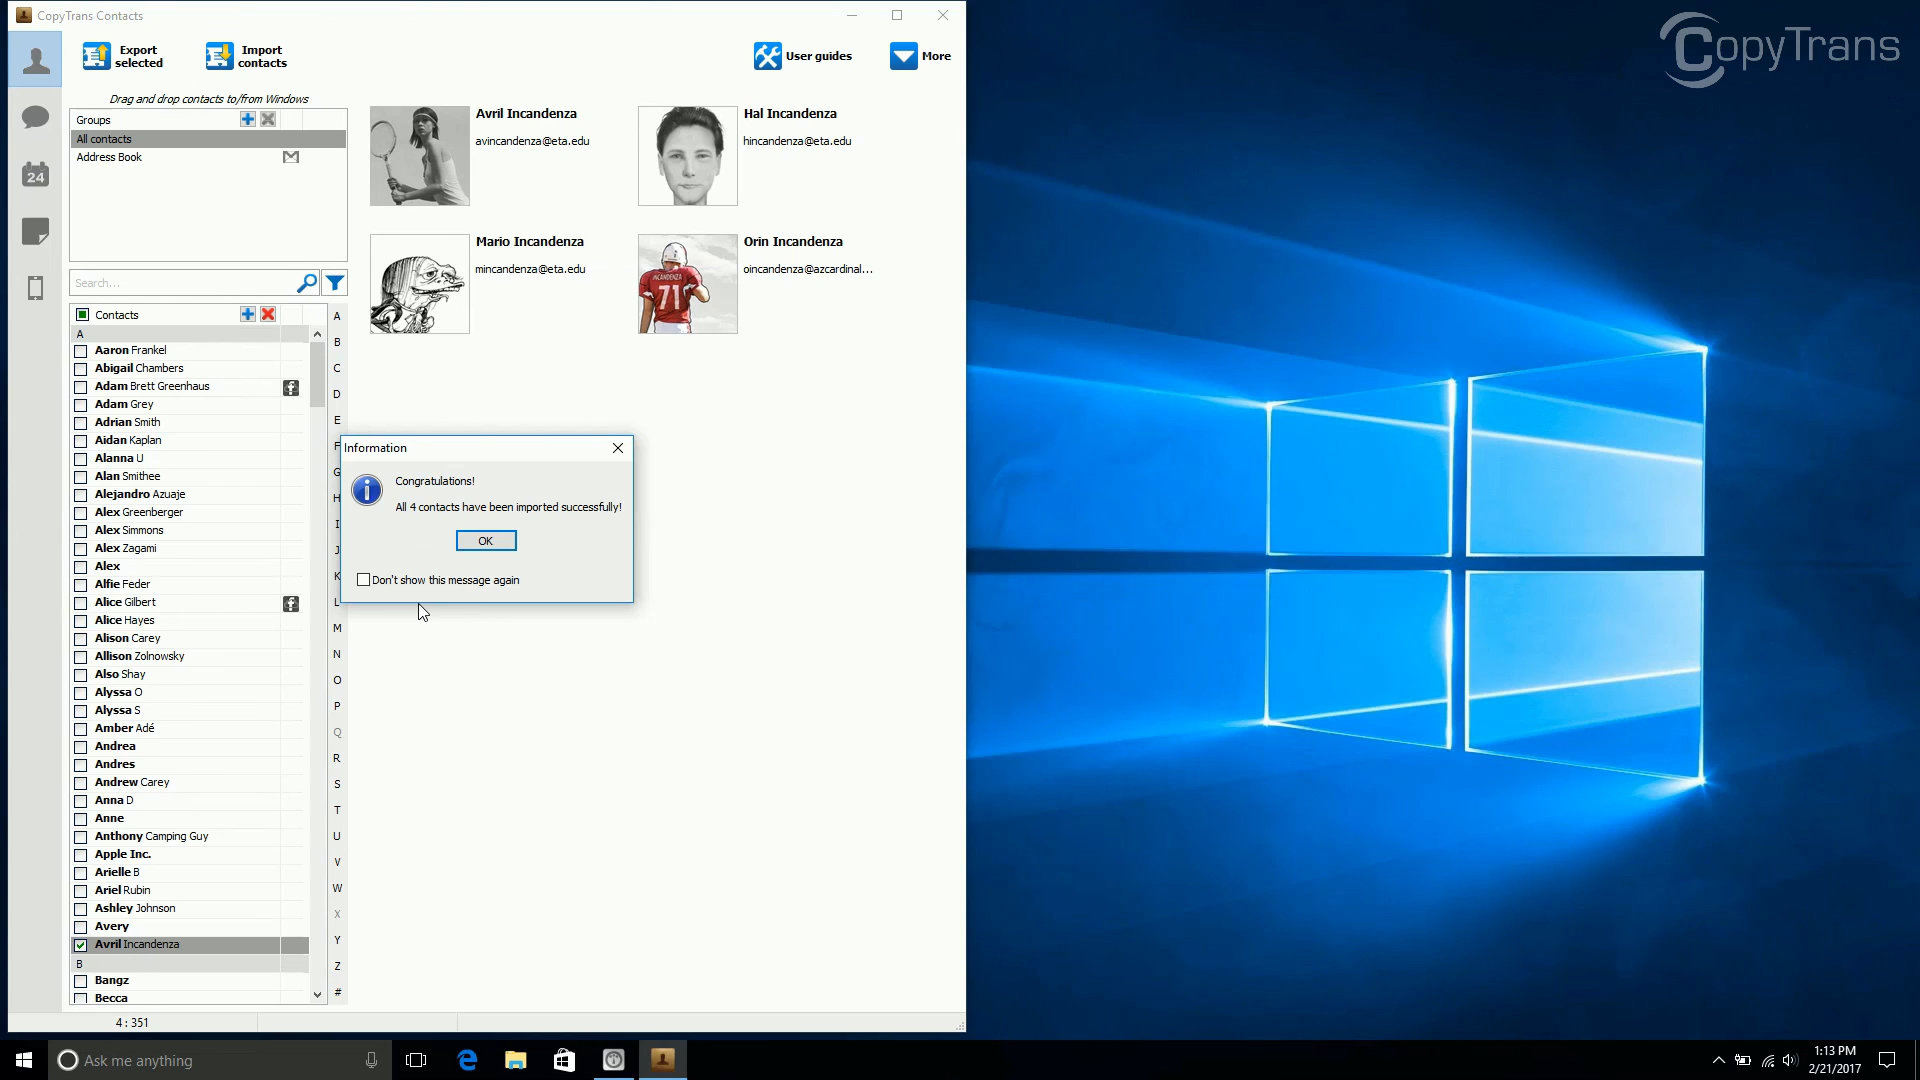 CopyTrans Contacts
CopyTrans
Export
selected
Import
contacts
User guides
More
Drag and drop contacts to/from Windows
Groups
All contacts
Address Book
Search...
Contacts
A
Aaron Frankel
Abigail Chambers
Adam Brett Greenhaus
Adam Grey
Adrian Smith
Aidan Kaplan
Alanna U
Alan Smithee
Alejandro Azuaje
Alex Greenberger
Alex Simmons
Alex Zagami
Alex
Alfie Feder
Alice Gilbert
Alice Hayes
Alison Carey
Allison Zolnowsky
Also Shay
Alyssa O
Alyssa S
Amber Adé
Andrea
Andres
Andrew Carey
Anna D
Anne
Anthony Camping Guy
Apple Inc.
Arielle B
Ariel Rubin
Ashley Johnson
Avery
Avril Incandenza
B
Bangz
Becca
A
B
C
D
E
F
G
H
I
J
K
L
M
N
O
P
Q
R
S
T
U
V
W
X
Y
Z
#
24
Avril Incandenza
avincandenza@eta.edu
Hal Incandenza
hincandenza@eta.edu
Mario Incandenza
mincandenza@eta.edu
Orin Incandenza
oincandenza@azcardinal...
INCANDENZA
71
Information
Congratulations!
All 4 contacts have been imported successfully!
OK
Don't show this message again
4 : 351
Ask me anything
1:13 PM
2/21/2017